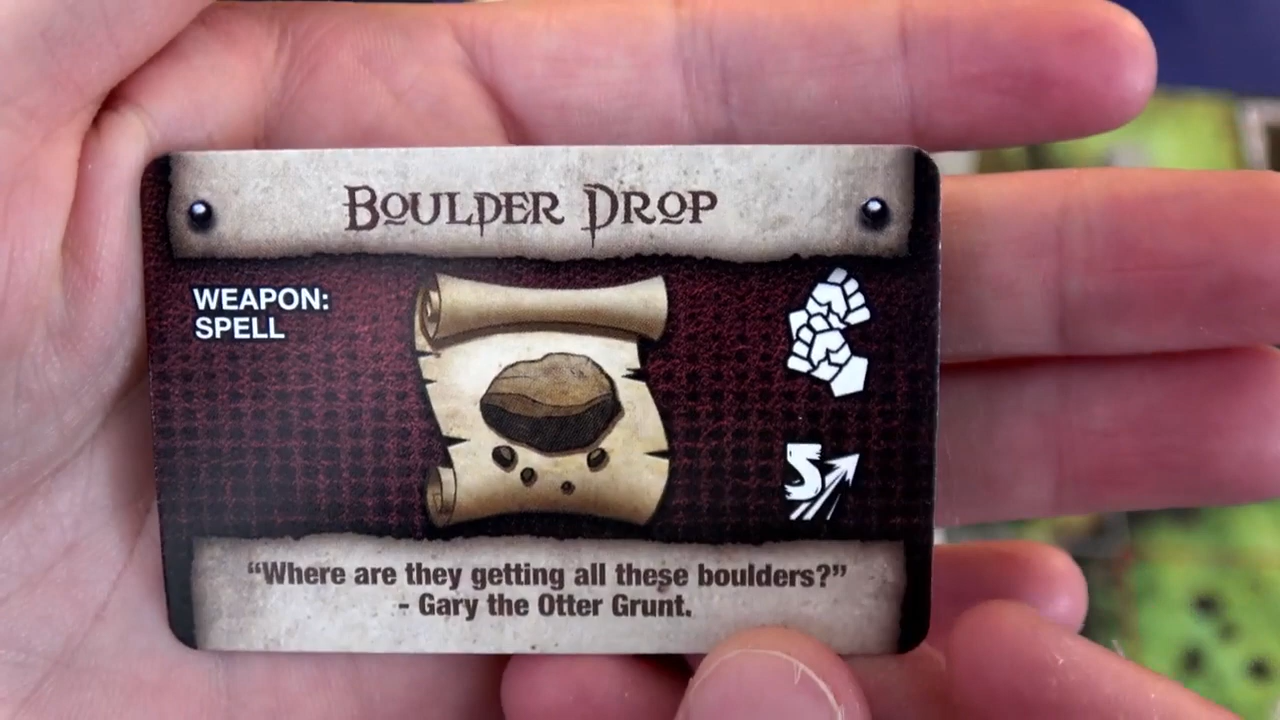 BOULDER DROP
WEAPON:
SPELL
5
“Where are they getting all these boulders?”
- Gary the Otter Grunt.